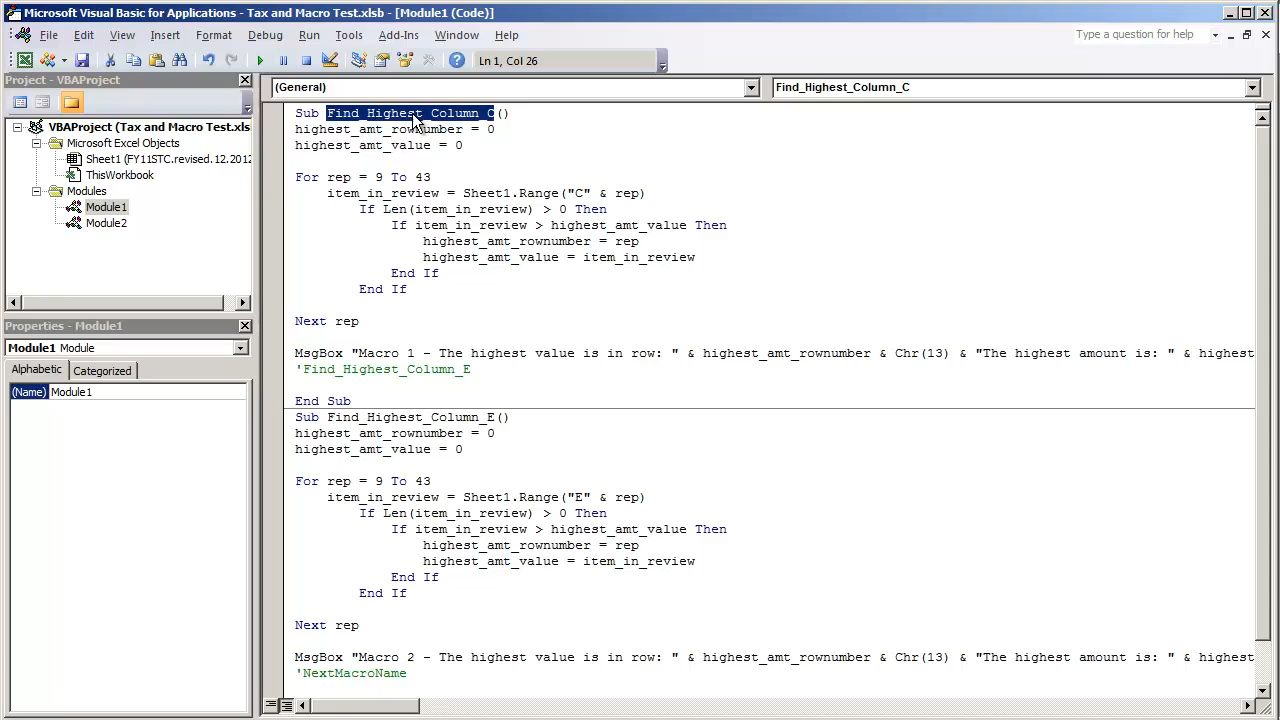 Microsoft Visual Basic for Applications - Tax and Macro Test.xlsb - [Module1 (Code)]
File Edit View Insert Format Debug Run Tools Add-Ins Window Help
Type a question for help
Ln 1, Col 26
Project - VBAProject
(General)
Find_Highest_Column_C
VBAProject (Tax and Macro Test.xls
Microsoft Excel Objects
Sheet1 (FY11STC.revised.12.2012
ThisWorkbook
Modules
Module1
Module2
Properties - Module1
Module1 Module
Alphabetic Categorized
(Name) Module1
Sub Find_Highest_Column_C()
highest_amt_rownumber = 0
highest_amt_value = 0
For rep = 9 To 43
item_in_review = Sheet1.Range("C" & rep)
If Len(item_in_review) > 0 Then
If item_in_review > highest_amt_value Then
highest_amt_rownumber = rep
highest_amt_value = item_in_review
End If
End If
Next rep
MsgBox "Macro 1 - The highest value is in row: " & highest_amt_rownumber & Chr(13) & "The highest amount is: " & highest
'Find_Highest_Column_E
End Sub
Sub Find_Highest_Column_E()
highest_amt_rownumber = 0
highest_amt_value = 0
For rep = 9 To 43
item_in_review = Sheet1.Range("E" & rep)
If Len(item_in_review) > 0 Then
If item_in_review > highest_amt_value Then
highest_amt_rownumber = rep
highest_amt_value = item_in_review
End If
End If
Next rep
MsgBox "Macro 2 - The highest value is in row: " & highest_amt_rownumber & Chr(13) & "The highest amount is: " & highest
'NextMacroName